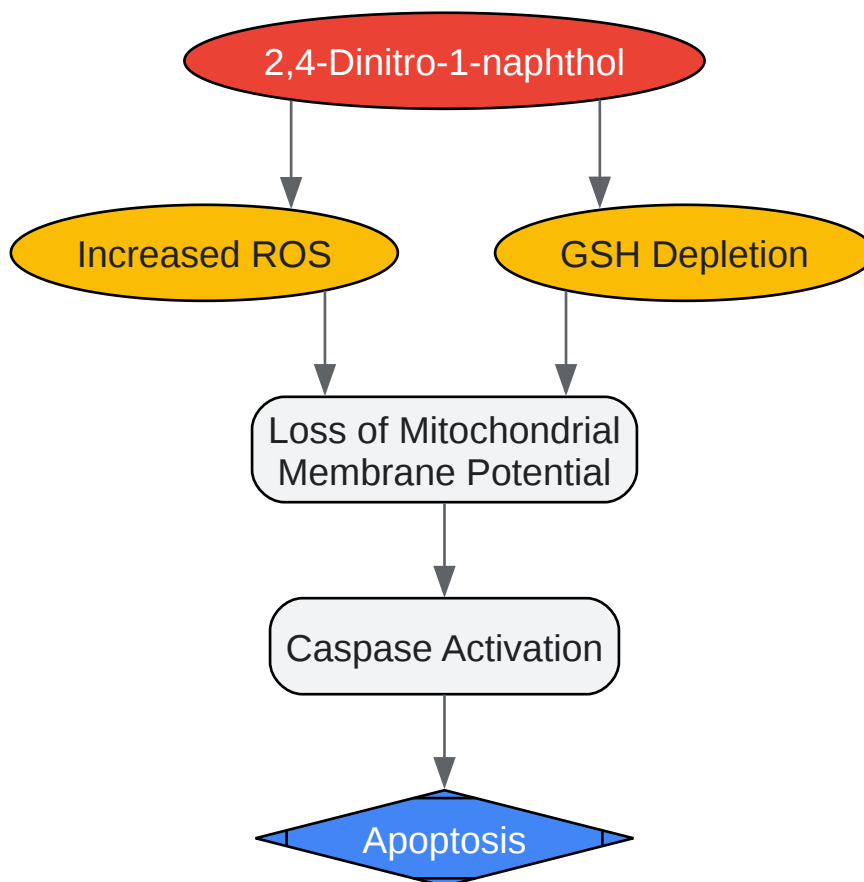 2,4-Dinitro-1-naphthol
Increased ROS
GSH Depletion
Loss of Mitochondrial
Membrane Potential
Caspase Activation
Apoptosis